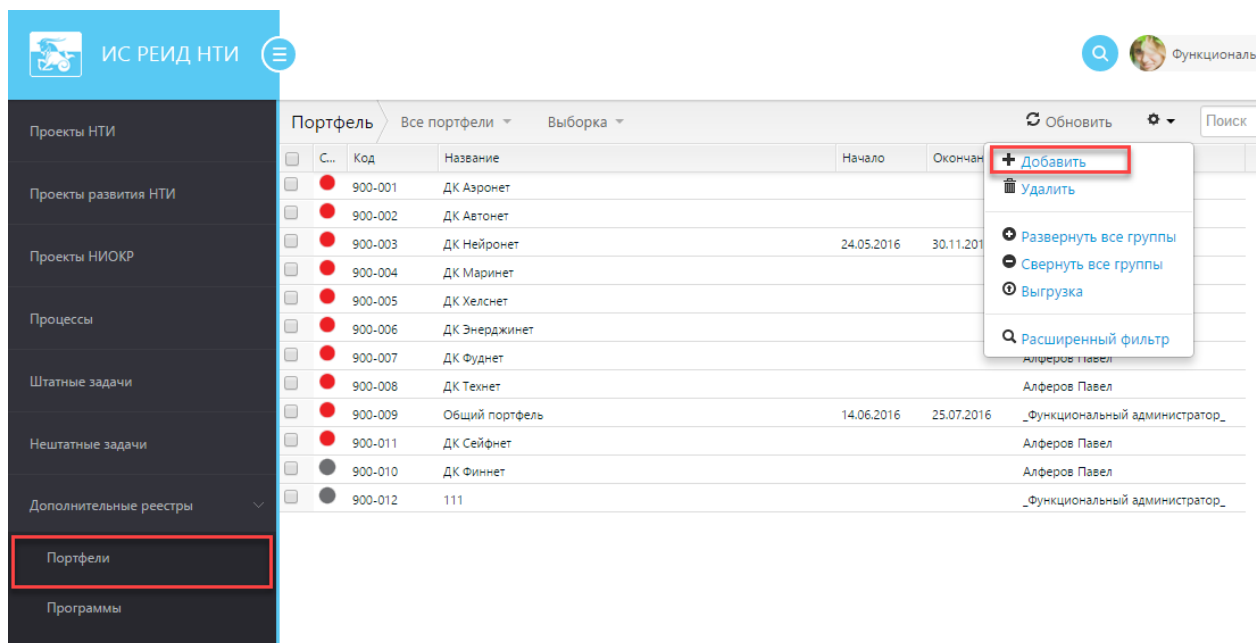 ИС РЕИД НТИ
Функциональ
Проекты НТИ
Проекты развития НТИ
Проекты НИОКР
Процессы
Штатные задачи
Нештатные задачи
Дополнительные реестры
Портфели
Программы
Портфель Все портфели Выборка Обновить Поиск
С... Код Название Начало Окончан
900-001 ДК Аэронет
900-002 ДК Автонет
900-003 ДК Нейронет 24.05.2016 30.11.201
900-004 ДК Маринет
900-005 ДК Хелснет
900-006 ДК Энерджинет
900-007 ДК Фуднет Алферов Павел
900-008 ДК Технет Алферов Павел
900-009 Общий портфель 14.06.2016 25.07.2016 _Функциональный администратор_
900-011 ДК Сейфнет Алферов Павел
900-010 ДК Финнет Алферов Павел
900-012 111 _Функциональный администратор_
Добавить
Удалить
Развернуть все группы
Свернуть все группы
Выгрузка
Расширенный фильтр